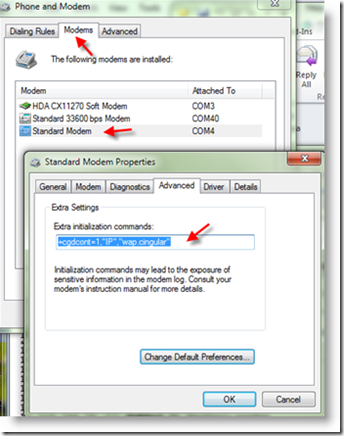 Phone and Modem
Dialing Rules Modems Advanced
The following modems are installed:
Modem Attached To
HDA CX11270 Soft Modem COM3
Standard 33600 bps Modem COM40
Standard Modem COM4
Reply
All
Standard Modem Properties
General Modem Diagnostics Advanced Driver Details
Extra Settings
Extra initialization commands:
+cgdcont=1,"IP","wap.cingular"
Initialization commands may lead to the exposure of
sensitive information in the modem log. Consult your
modem's instruction manual for more details.
Change Default Preferences...
OK Cancel